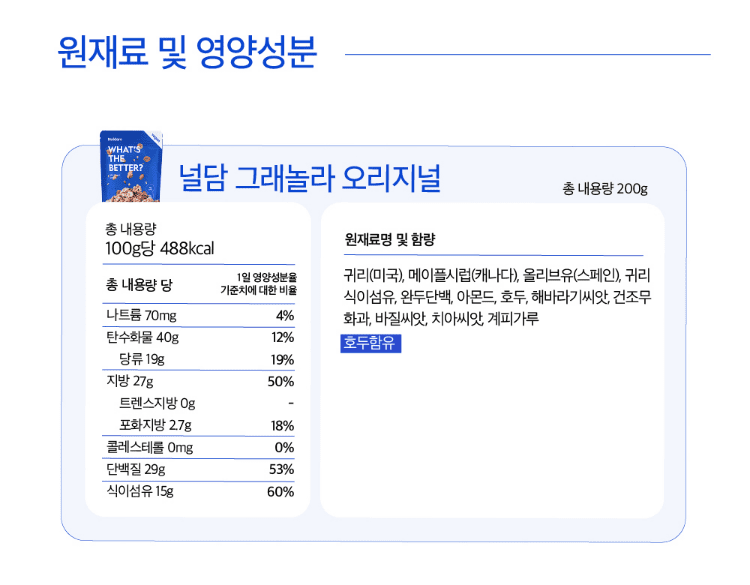 원재료 및 영양성분
WHAT'S
THE
BETTER?
널담 그래놀라 오리지널
총 내용량 200g
총 내용량
100g당 488kcal
총 내용량 당
1일 영양성분율
기준치에 대한 비율
나트륨 70mg 4%
탄수화물 40g 12%
당류 19g 19%
지방 27g 50%
트렌스지방 0g -
포화지방 2.7g 18%
콜레스테롤 0mg 0%
단백질 29g 53%
식이섬유 15g 60%
원재료명 및 함량
귀리(미국), 메이플시럽(캐나다), 올리브유(스페인), 귀리
식이섬유, 완두단백, 아몬드, 호두, 해바라기씨앗, 건조무
화과, 바질씨앗, 치아씨앗, 계피가루
호두함유